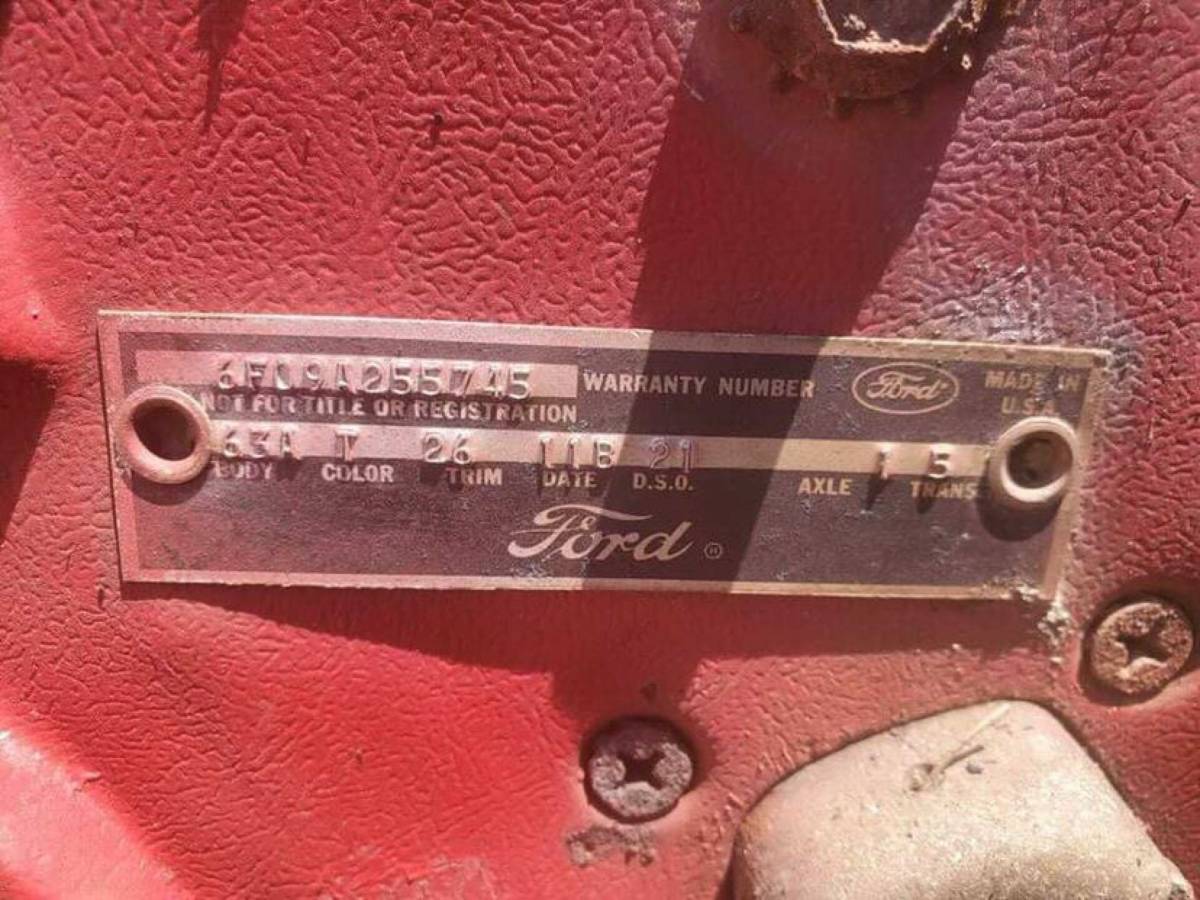 6F09A255745 WARRANTY NUMBER Ford MADE IN U.S.A.
NOT FOR TITLE OR REGISTRATION
63A T 26 11B 21 1 5
BODY COLOR TRIM DATE D.S.O. AXLE TRANS
Ford ®